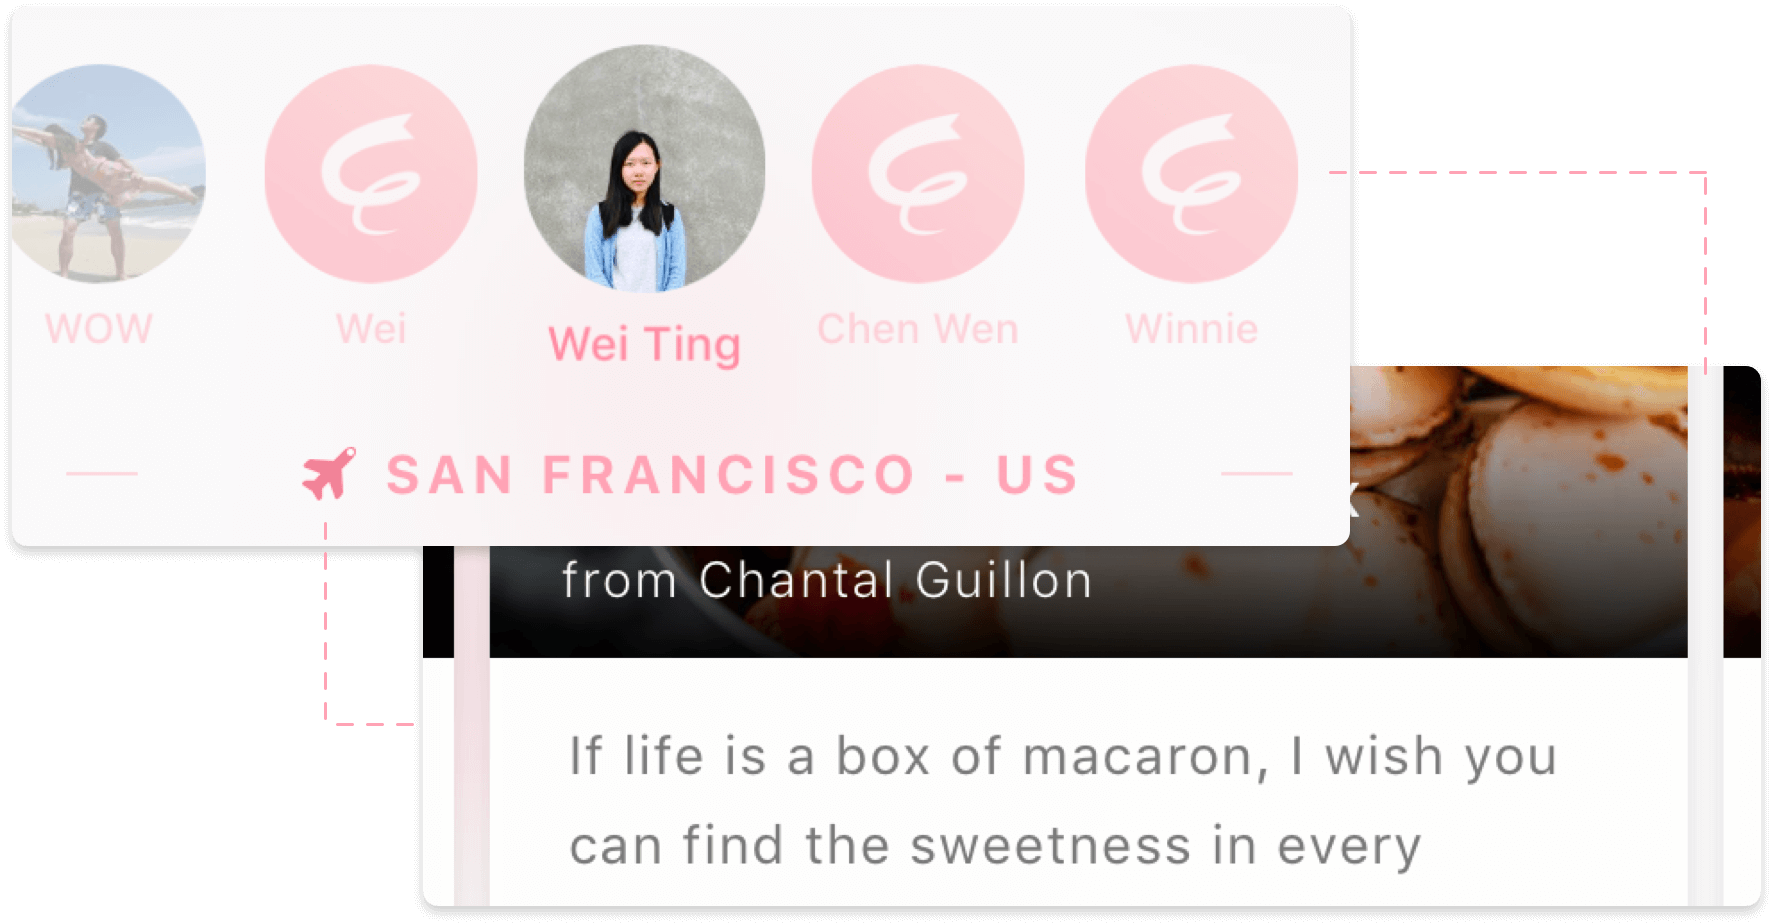 WOW
Wei
Wei Ting
Chen Wen
Winnie
SAN FRANCISCO - US
from Chantal Guillon
If life is a box of macaron, I wish you
can find the sweetness in every